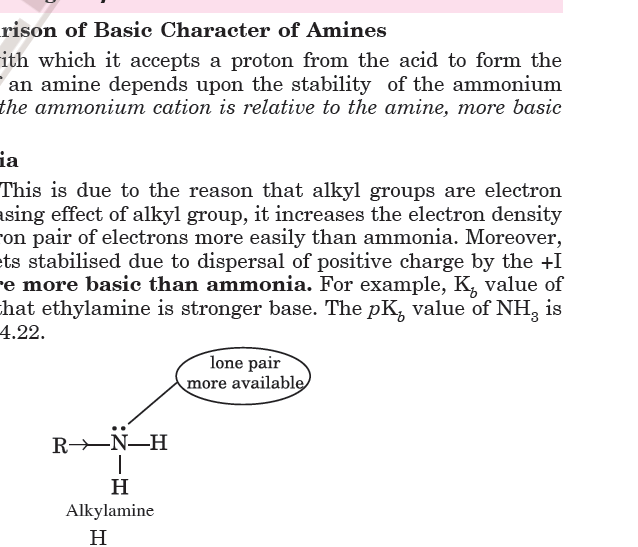 rison of Basic Character of Amines
ith which it accepts a proton from the acid to form the
an amine depends upon the stability of the ammonium
the ammonium cation is relative to the amine, more basic
ia
This is due to the reason that alkyl groups are electron
asing effect of alkyl group, it increases the electron density
ron pair of electrons more easily than ammonia. Moreover,
ets stabilised due to dispersal of positive charge by the +I
re more basic than ammonia. For example, K_b value of
that ethylamine is stronger base. The pK_b value of NH₃ is
4.22.
lone pair
more available
R→—N̈—H
H
Alkylamine
H